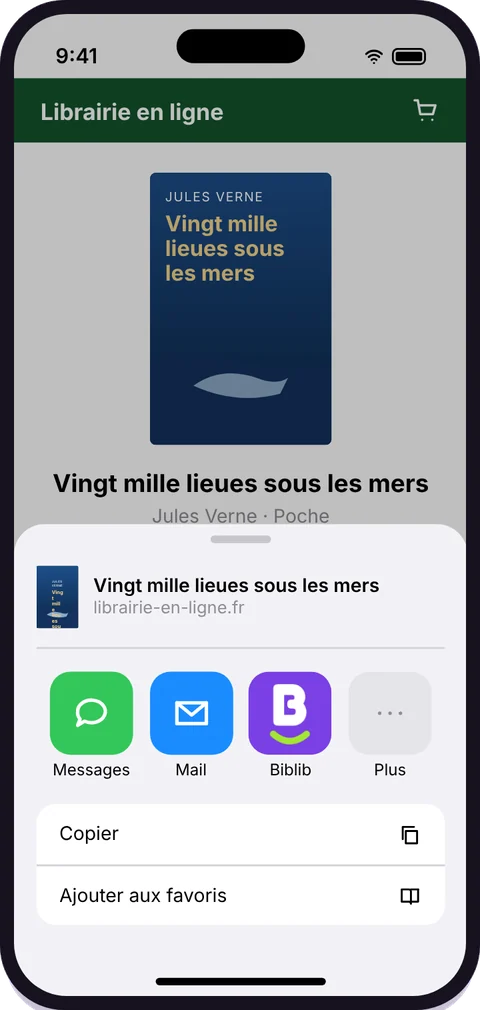 9:41
Librairie en ligne
JULES VERNE
Vingt mille
lieues sous
les mers
Vingt mille lieues sous les mers
Jules Verne · Poche
Vingt mille lieues sous les mers
librairie-en-ligne.fr
B
Messages
Mail
Biblib
Plus
Copier
Ajouter aux favoris